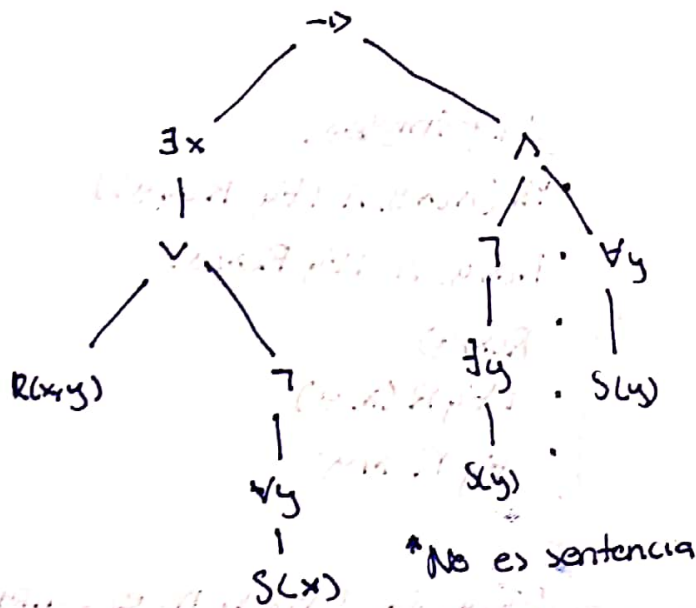 →
∃x ∧
∨ ¬ ∀y
R(x,y) ¬ ∃y S(y)
∀y S(y)
S(x) *No es sentencia